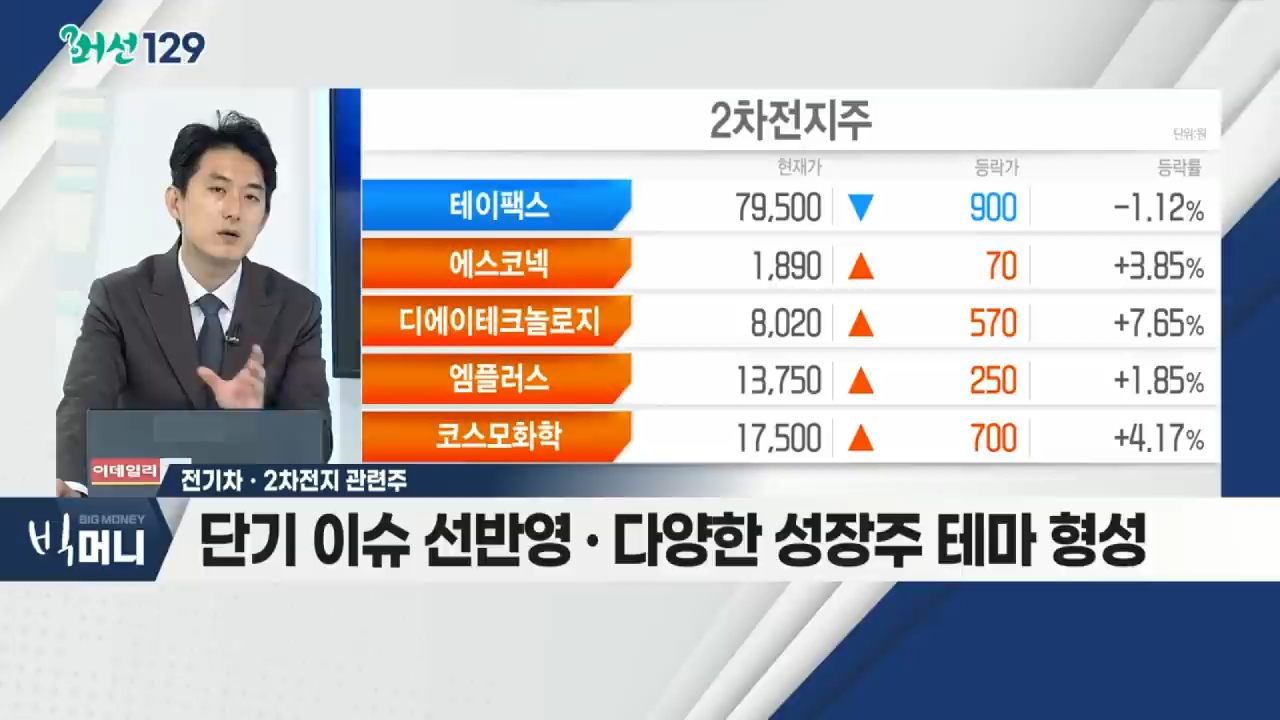 머선129
2차전지주
단위:원
현재가 등락가 등락률
테이팩스 79,500 ▼ 900 -1.12%
에스코넥 1,890 ▲ 70 +3.85%
디에이테크놀로지 8,020 ▲ 570 +7.65%
엠플러스 13,750 ▲ 250 +1.85%
코스모화학 17,500 ▲ 700 +4.17%
이데일리
전기차·2차전지 관련주
빅머니 BIG MONEY
단기 이슈 선반영·다양한 성장주 테마 형성